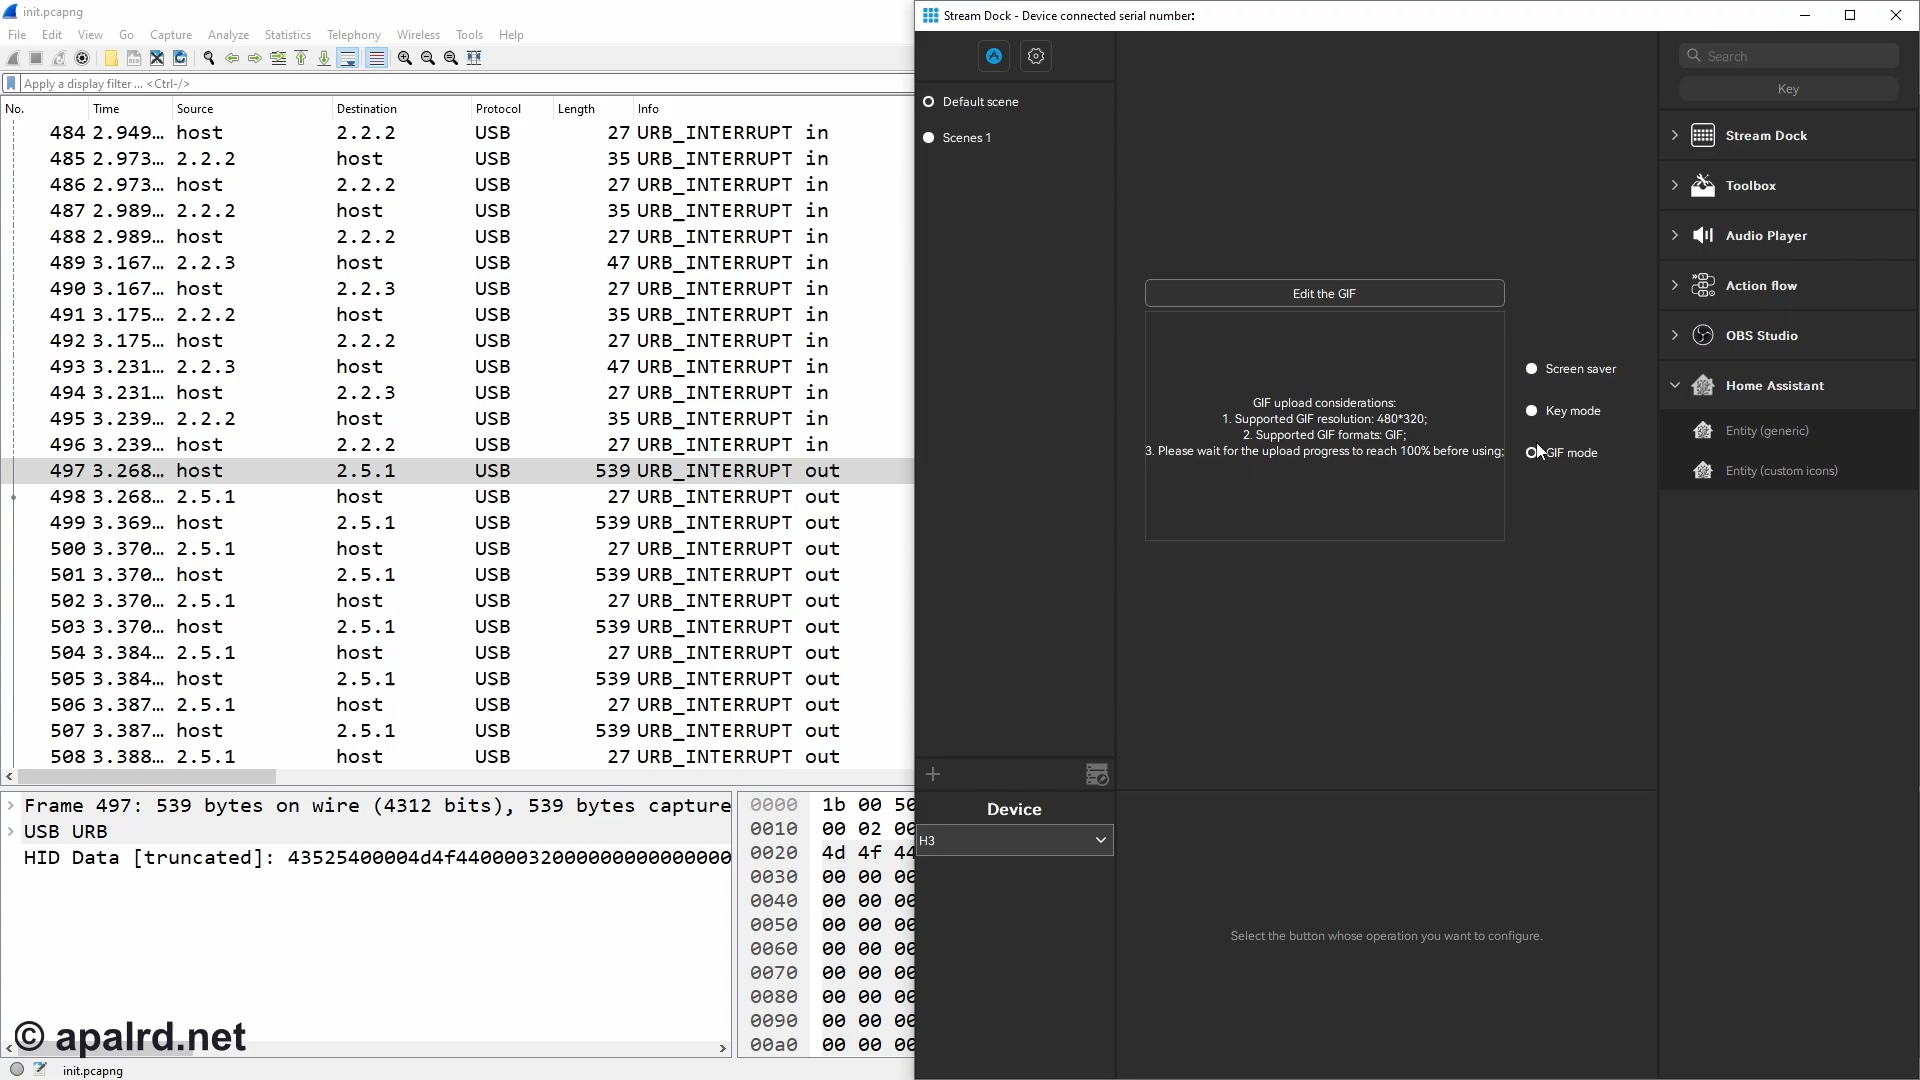 init.pcapng
File Edit View Go Capture Analyze Statistics Telephony Wireless Tools Help
Apply a display filter ... <Ctrl-/>
No. Time Source Destination Protocol Length Info
484 2.949… host 2.2.2 USB 27 URB_INTERRUPT in
485 2.973… 2.2.2 host USB 35 URB_INTERRUPT in
486 2.973… host 2.2.2 USB 27 URB_INTERRUPT in
487 2.989… 2.2.2 host USB 35 URB_INTERRUPT in
488 2.989… host 2.2.2 USB 27 URB_INTERRUPT in
489 3.167… 2.2.3 host USB 47 URB_INTERRUPT in
490 3.167… host 2.2.3 USB 27 URB_INTERRUPT in
491 3.175… 2.2.2 host USB 35 URB_INTERRUPT in
492 3.175… host 2.2.2 USB 27 URB_INTERRUPT in
493 3.231… 2.2.3 host USB 47 URB_INTERRUPT in
494 3.231… host 2.2.3 USB 27 URB_INTERRUPT in
495 3.239… 2.2.2 host USB 35 URB_INTERRUPT in
496 3.239… host 2.2.2 USB 27 URB_INTERRUPT in
497 3.268… host 2.5.1 USB 539 URB_INTERRUPT out
498 3.268… 2.5.1 host USB 27 URB_INTERRUPT out
499 3.369… host 2.5.1 USB 539 URB_INTERRUPT out
500 3.370… 2.5.1 host USB 27 URB_INTERRUPT out
501 3.370… host 2.5.1 USB 539 URB_INTERRUPT out
502 3.370… 2.5.1 host USB 27 URB_INTERRUPT out
503 3.370… host 2.5.1 USB 539 URB_INTERRUPT out
504 3.384… 2.5.1 host USB 27 URB_INTERRUPT out
505 3.384… host 2.5.1 USB 539 URB_INTERRUPT out
506 3.387… 2.5.1 host USB 27 URB_INTERRUPT out
507 3.387… host 2.5.1 USB 539 URB_INTERRUPT out
508 3.388… 2.5.1 host USB 27 URB_INTERRUPT out
Frame 497: 539 bytes on wire (4312 bits), 539 bytes capture
USB URB
HID Data [truncated]: 43525400004d4f4400003200000000000000000
0000 1b 00 50
0010 00 02 00
0020 4d 4f 44
0030 00 00 00
0040 00 00 00
0050 00 00 00
0060 00 00 00
0070 00 00 00
0080 00 00 00
0090 00 00 00
00a0 00 00 00
© apalrd.net
init.pcapng
Stream Dock - Device connected serial number:
Default scene
Scenes 1
Device
H3
Edit the GIF
GIF upload considerations:
1. Supported GIF resolution: 480*320;
2. Supported GIF formats: GIF;
3. Please wait for the upload progress to reach 100% before using;
Screen saver
Key mode
GIF mode
Select the button whose operation you want to configure.
Search
Key
Stream Dock
Toolbox
Audio Player
Action flow
OBS Studio
Home Assistant
Entity (generic)
Entity (custom icons)